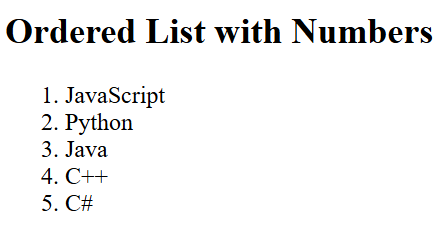 Ordered List with Numbers
1. JavaScript
2. Python
3. Java
4. C++
5. C#